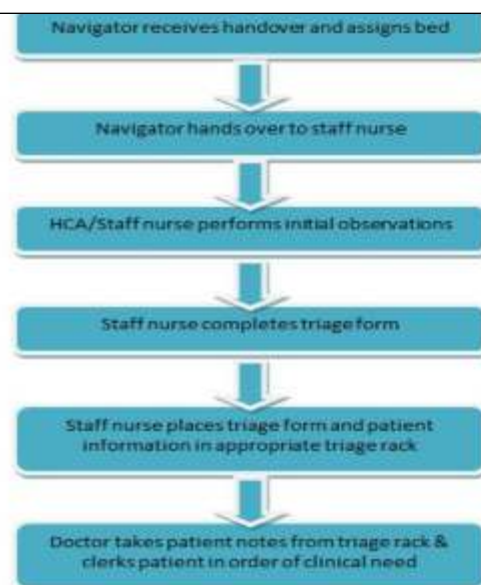 Navigator receives handover and assigns bed
Navigator hands over to staff nurse
HCA/Staff nurse performs initial observations
Staff nurse completes triage form
Staff nurse places triage form and patient
information in appropriate triage rack
Doctor takes patient notes from triage rack &
clerks patient in order of clinical need